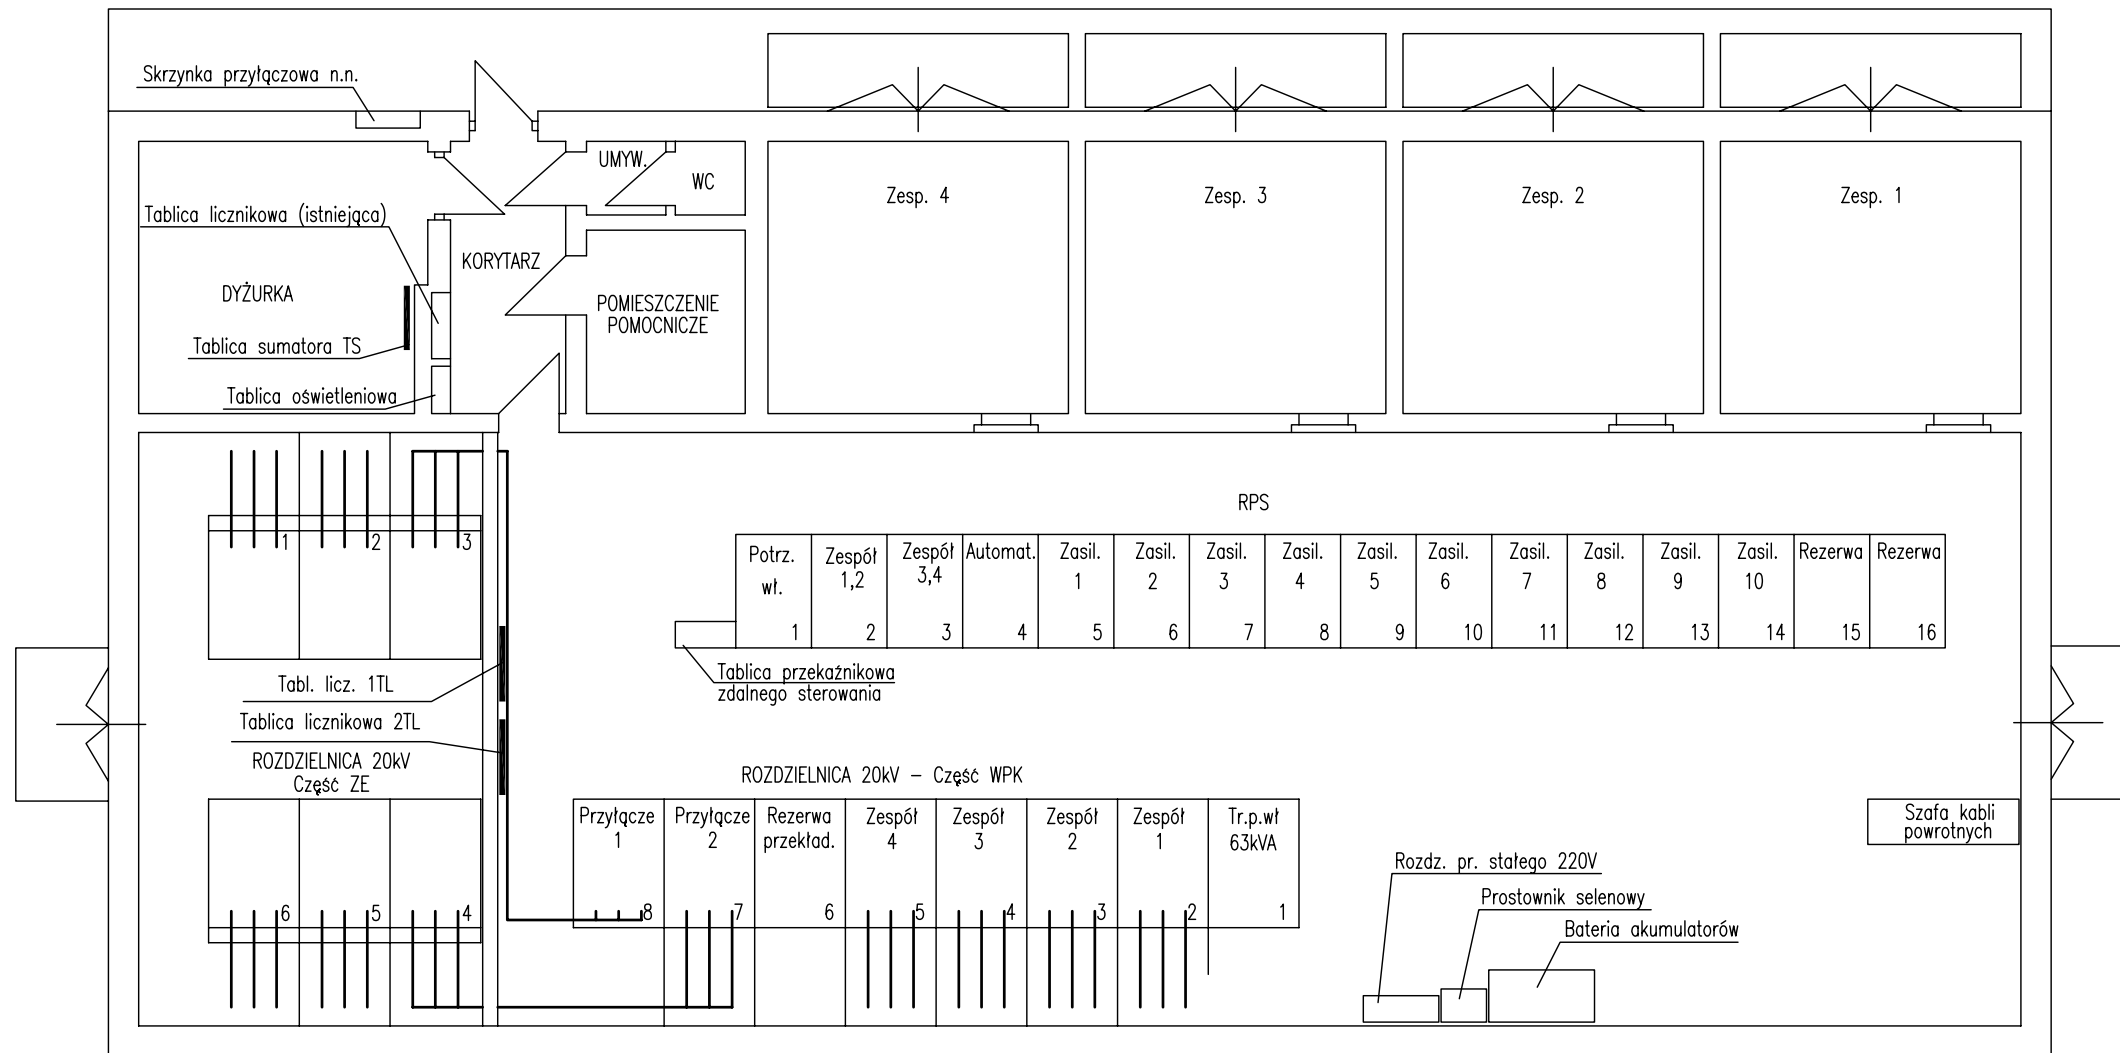 Skrzynka przyłączowa n.n.
UMYW.
WC
Zesp. 4
Zesp. 3
Zesp. 2
Zesp. 1
Tablica licznikowa (istniejąca)
KORYTARZ
DYŻURKA
POMIESZCZENIE
POMOCNICZE
Tablica sumatora TS
Tablica oświetleniowa
1
2
3
RPS
Potrz.
wł.
1
Zespół
1,2
2
Zespół
3,4
3
Automat.
4
Zasil.
1
5
Zasil.
2
6
Zasil.
3
7
Zasil.
4
8
Zasil.
5
9
Zasil.
6
10
Zasil.
7
11
Zasil.
8
12
Zasil.
9
13
Zasil.
10
14
Rezerwa
15
Rezerwa
16
Tablica przekaźnikowa
zdalnego sterowania
Tabl. licz. 1TL
Tablica licznikowa 2TL
ROZDZIELNICA 20kV
Część ZE
6
5
4
ROZDZIELNICA 20kV – Część WPK
Przyłącze
1
8
Przyłącze
2
7
Rezerwa
przekład.
6
Zespół
4
5
Zespół
3
4
Zespół
2
3
Zespół
1
2
Tr.p.wł
63kVA
1
Szafa kabli
powrotnych
Rozdz. pr. stałego 220V
Prostownik selenowy
Bateria akumulatorów